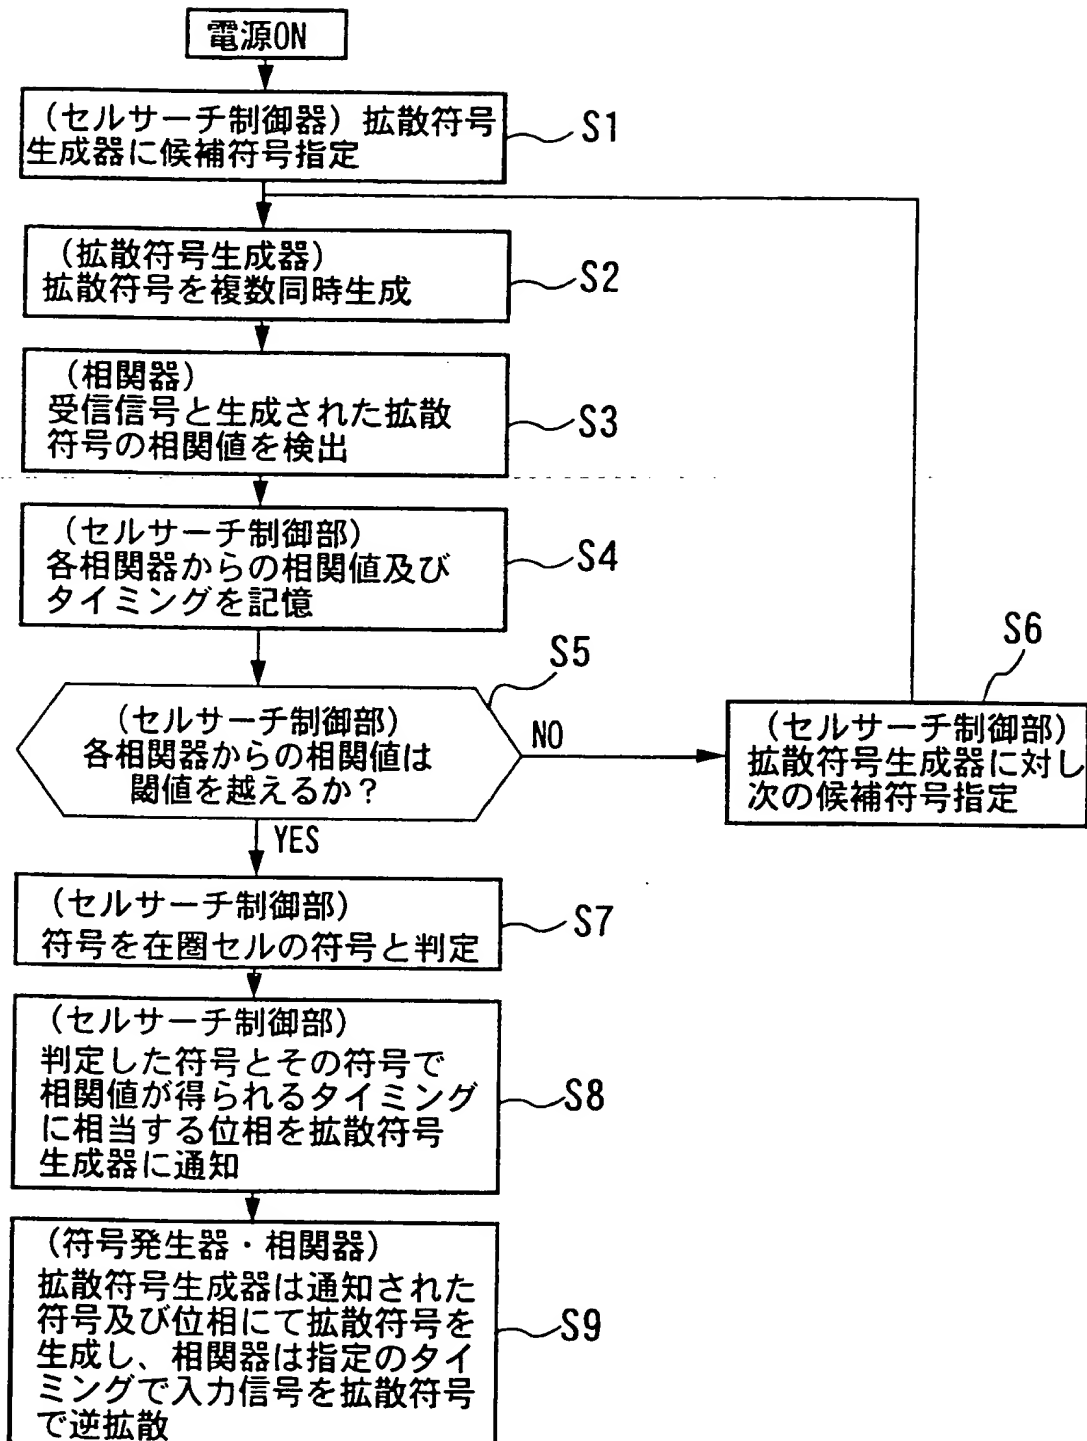 電源ON
(セルサーチ制御器)拡散符号
生成器に候補符号指定
S1
(拡散符号生成器)
拡散符号を複数同時生成
S2
(相関器)
受信信号と生成された拡散
符号の相関値を検出
S3
(セルサーチ制御部)
各相関器からの相関値及び
タイミングを記憶
S4
S5
(セルサーチ制御部)
各相関器からの相関値は
閾値を越えるか?
NO
S6
(セルサーチ制御部)
拡散符号生成器に対し
次の候補符号指定
YES
(セルサーチ制御部)
符号を在圏セルの符号と判定
S7
(セルサーチ制御部)
判定した符号とその符号で
相関値が得られるタイミング
に相当する位相を拡散符号
生成器に通知
S8
(符号発生器・相関器)
拡散符号生成器は通知された
符号及び位相にて拡散符号を
生成し、相関器は指定のタイ
ミングで入力信号を拡散符号
で逆拡散
S9